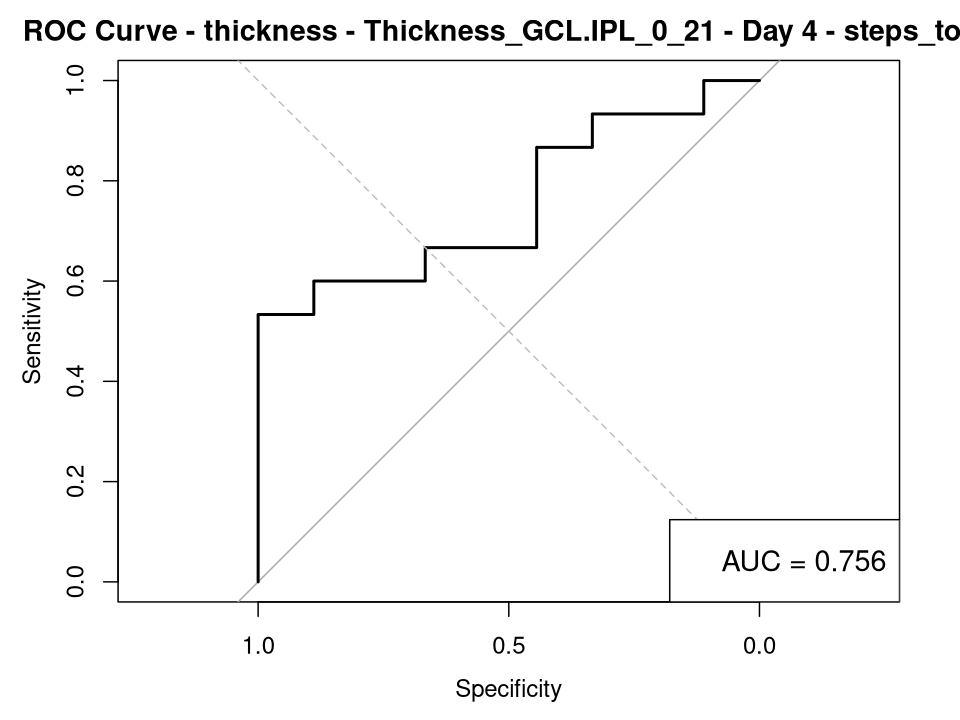 ROC Curve - thickness - Thickness_GCL.IPL_0_21 - Day 4 - steps_to
1.0
0.8
0.6
0.4
0.2
0.0
Sensitivity
AUC = 0.756
1.0 0.5 0.0
Specificity